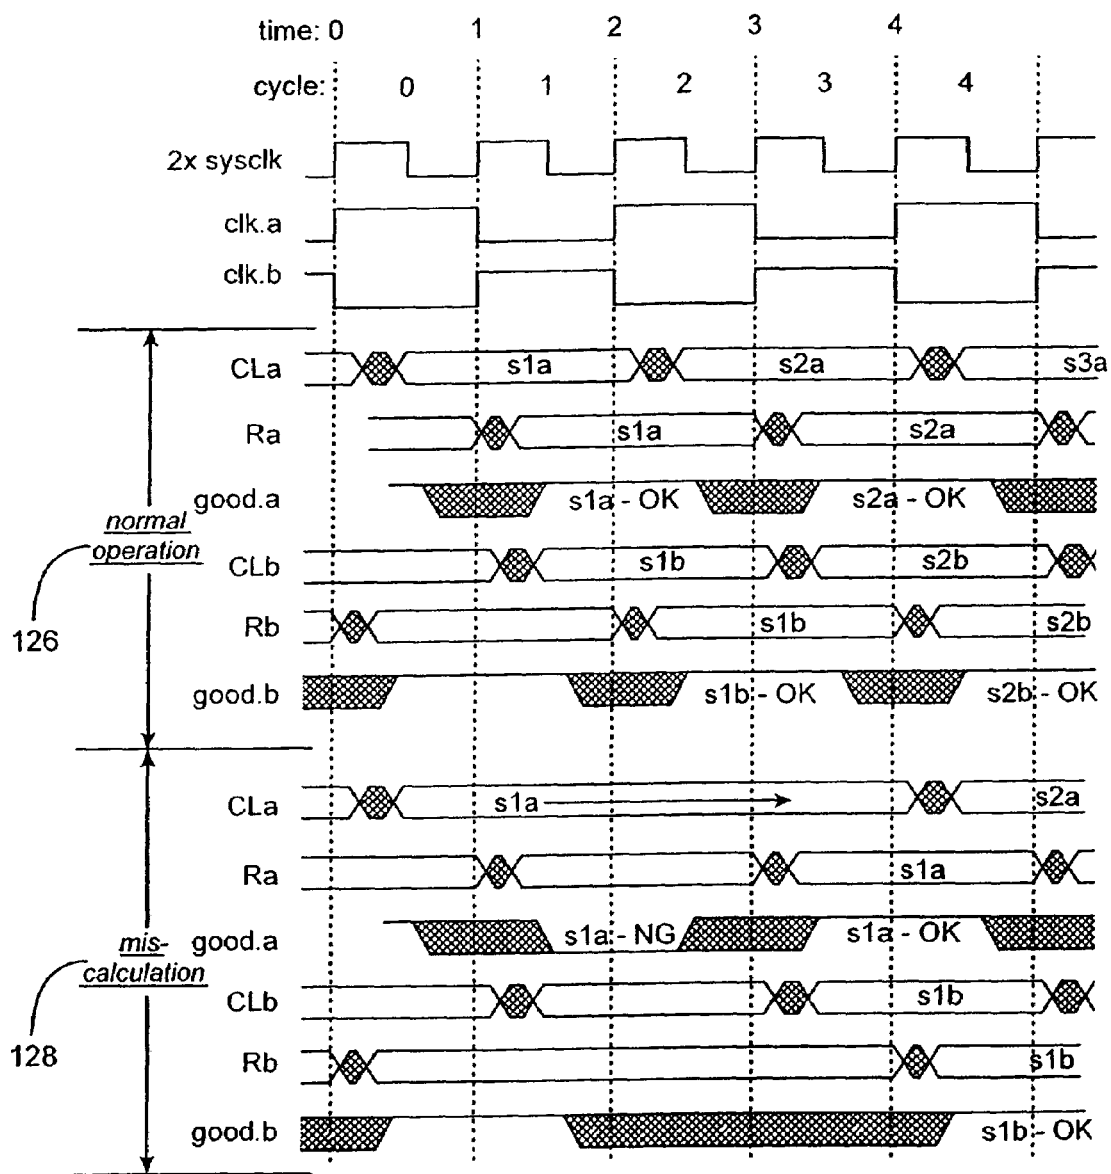 time: 0 1 2 3 4
cycle: 0 1 2 3 4
2x sysclk
clk.a
clk.b
CLa s1a s2a s3a
Ra s1a s2a
good.a s1a - OK s2a - OK
normal
operation
CLb s1b s2b
126
Rb s1b s2b
good.b s1b - OK s2b - OK
CLa s1a s2a
Ra s1a
good.a s1a - NG s1a - OK
mis-
calculation
CLb s1b
128
Rb s1b
good.b s1b - OK